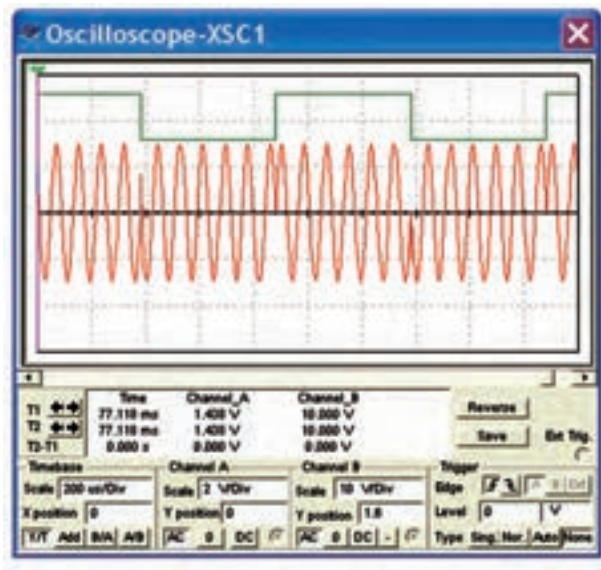 Oscilloscope-XSC1
Time Channel_A Channel_B
T1 77.118 ms 1.438 V 10.000 V
T2 77.118 ms 1.438 V 10.000 V
T2-T1 0.000 s 0.000 V 0.000 V
Reverse
Save Ext Trig.
Timebase Channel A Channel B Trigger
Scale 200 us/Div Scale 2 V/Div Scale 10 V/Div Edge A B Ext
X position 0 Y position 0 Y position 1.6 Level 0 V
Y/T Add B/A A/B AC 0 DC AC 0 DC - Type Sing. Nor. Auto None